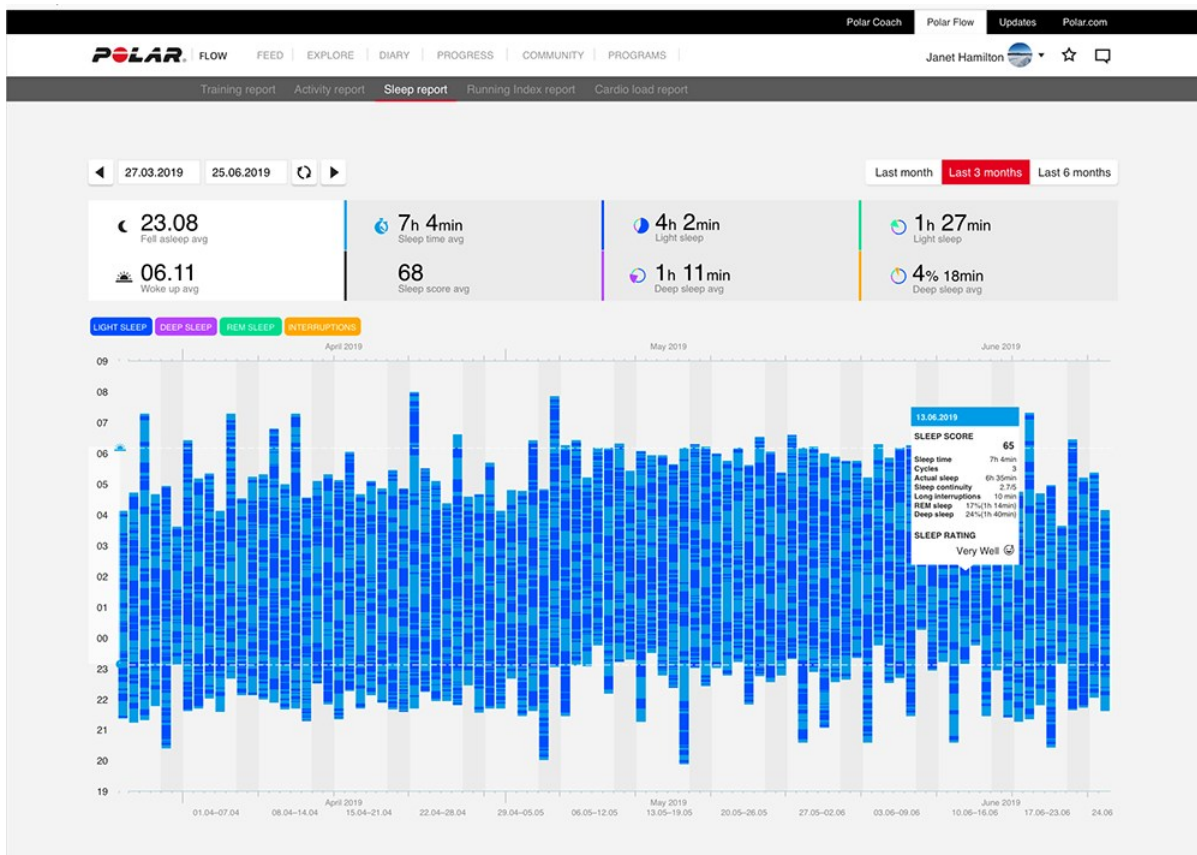 Polar Coach Polar Flow Updates Polar.com
POLAR. FLOW FEED EXPLORE DIARY PROGRESS COMMUNITY PROGRAMS Janet Hamilton
Training report Activity report Sleep report Running Index report Cardio load report
27.03.2019 25.06.2019 Last month Last 3 months Last 6 months
23.08
Fell asleep avg
7h 4min
Sleep time avg
4h 2min
Light sleep
1h 27min
Light sleep
06.11
Woke up avg
68
Sleep score avg
1h 11min
Deep sleep avg
4% 18min
Deep sleep avg
LIGHT SLEEP DEEP SLEEP REM SLEEP INTERRUPTIONS
April 2019 May 2019 June 2019
09
08
07
06
05
04
03
02
01
00
23
22
21
20
19
13.06.2019
SLEEP SCORE
65
Sleep time 7h 4min
Cycles 3
Actual sleep 6h 35min
Sleep continuity 2.7/5
Long interruptions 10 min
REM sleep 17%(1h 14min)
Deep sleep 24%(1h 40min)
SLEEP RATING
Very Well
April 2019 May 2019 June 2019
01.04–07.04 08.04–14.04 15.04–21.04 22.04–28.04 29.04–05.05 06.05–12.05 13.05–19.05 20.05–26.05 27.05–02.06 03.06–09.06 10.06–16.06 17.06–23.06 24.06